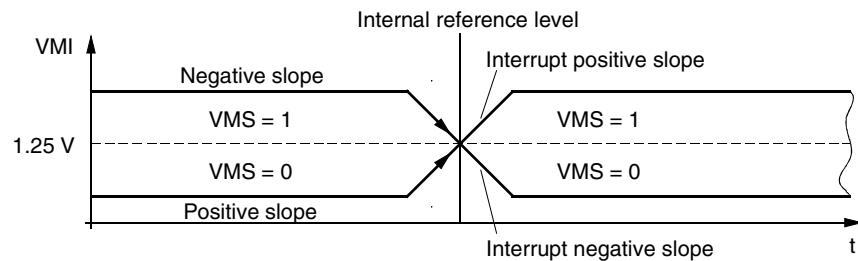 Internal reference level
VMI
Negative slope
Interrupt positive slope
VMS = 1
VMS = 1
1.25 V
VMS = 0
VMS = 0
Positive slope
Interrupt negative slope
t